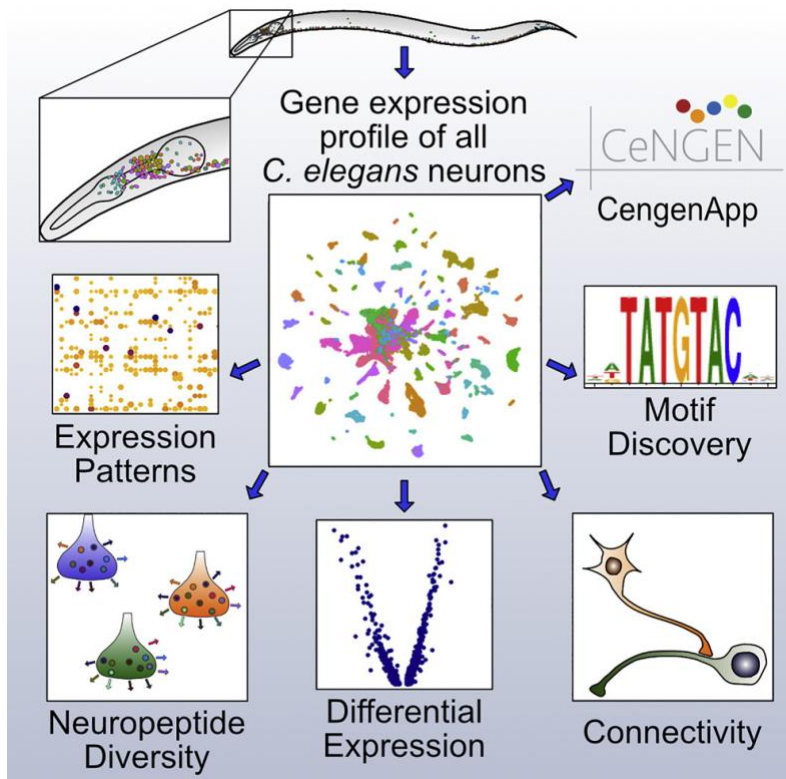 Gene expression
profile of all
C. elegans neurons
CeNGEN
CengenApp
Expression
Patterns
TATGTAC
Motif
Discovery
Neuropeptide
Diversity
Differential
Expression
Connectivity